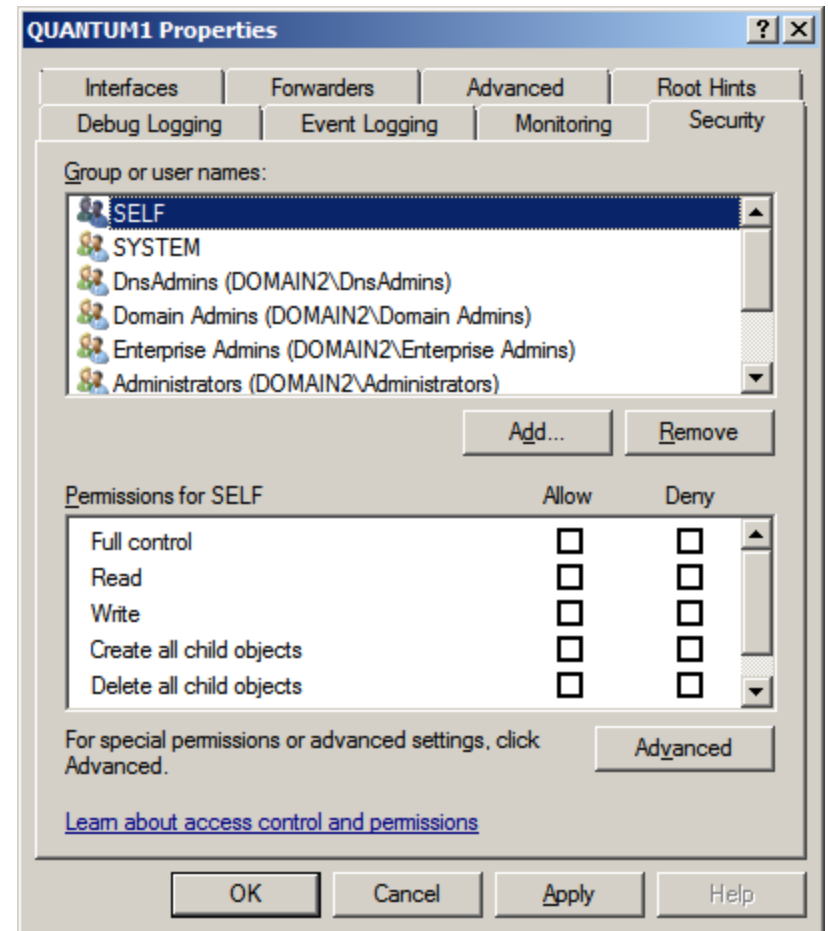 QUANTUM1 Properties
Interfaces Forwarders Advanced Root Hints
Debug Logging Event Logging Monitoring Security
Group or user names:
SELF
SYSTEM
DnsAdmins (DOMAIN2\DnsAdmins)
Domain Admins (DOMAIN2\Domain Admins)
Enterprise Admins (DOMAIN2\Enterprise Admins)
Administrators (DOMAIN2\Administrators)
Add... Remove
Permissions for SELF Allow Deny
Full control
Read
Write
Create all child objects
Delete all child objects
For special permissions or advanced settings, click
Advanced.
Advanced
Learn about access control and permissions
OK Cancel Apply Help